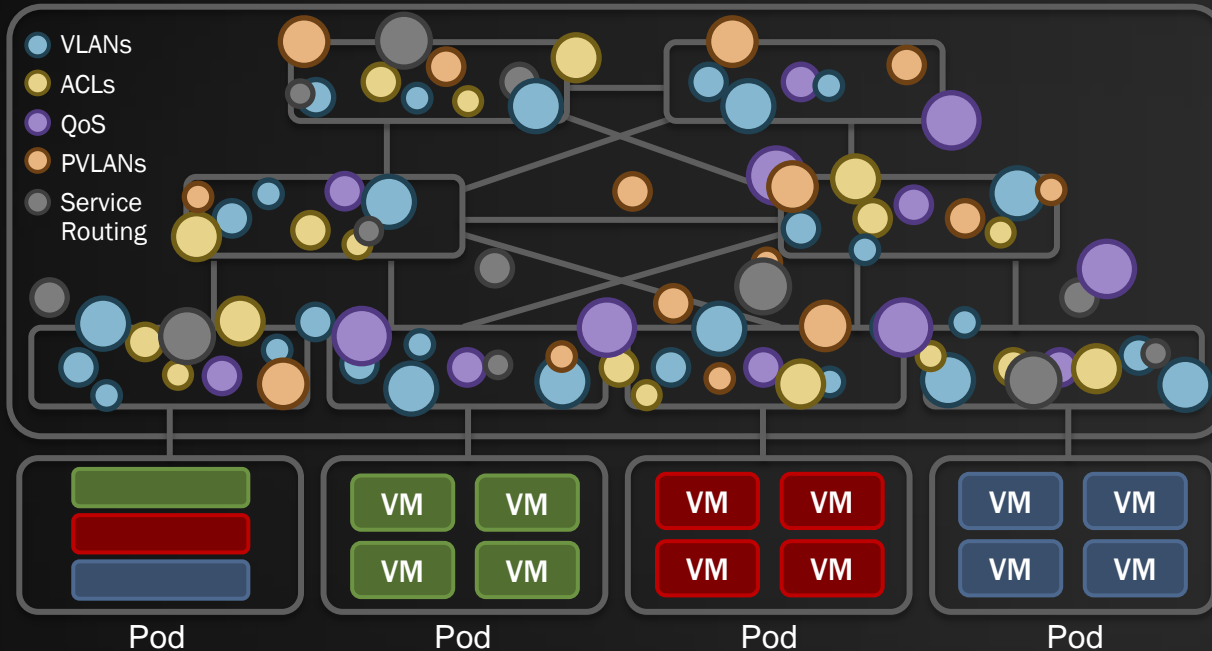 VLANs
ACLs
QoS
PVLANs
Service
Routing
VM VM
VM VM
VM VM
VM VM
VM VM
VM VM
Pod
Pod
Pod
Pod